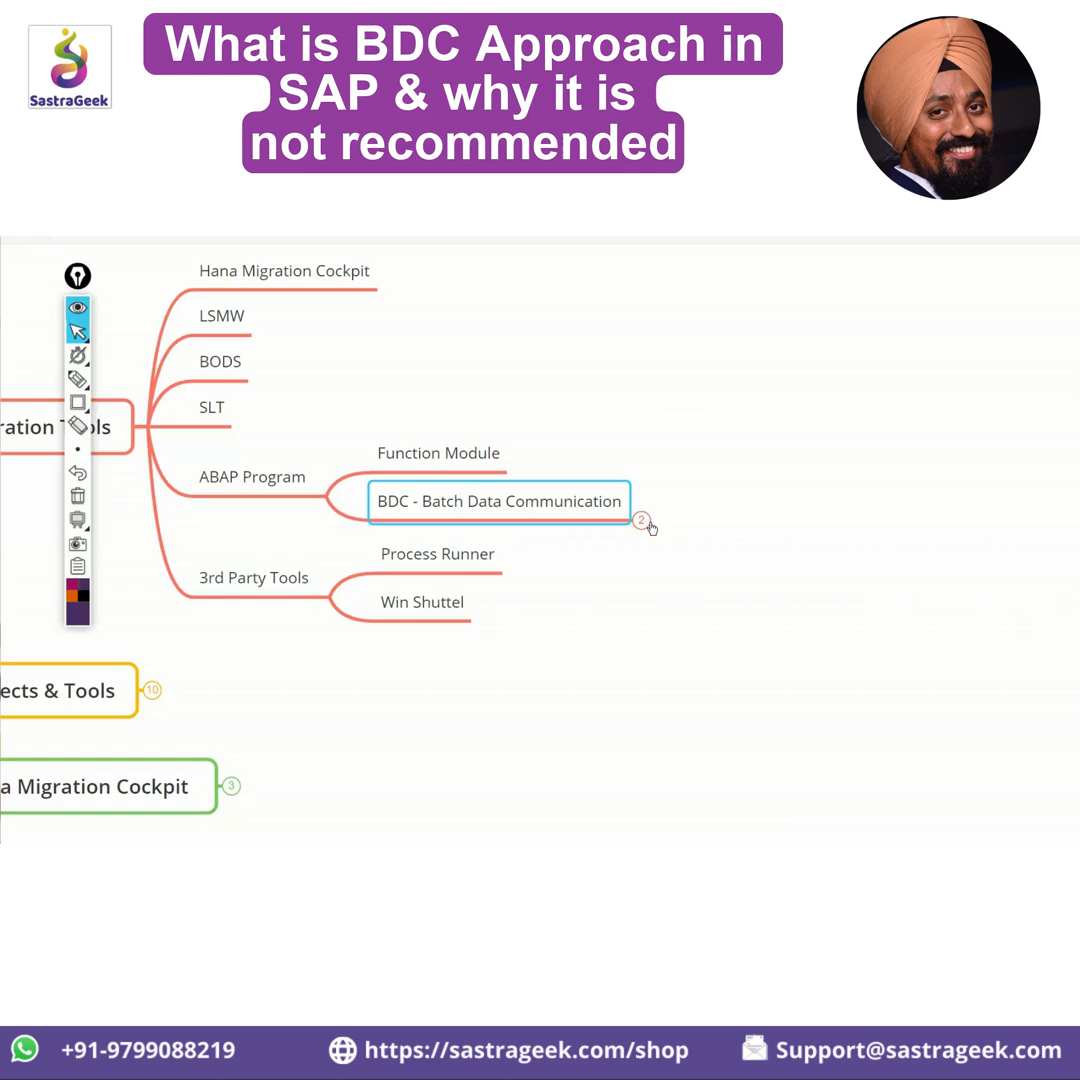 SastraGeek
What is BDC Approach in
SAP & why it is
not recommended
Hana Migration Cockpit
LSMW
BODS
SLT
ration T ls
ABAP Program
Function Module
BDC - Batch Data Communication
2
3rd Party Tools
Process Runner
Win Shuttel
ects & Tools
10
a Migration Cockpit
3
+91-9799088219
https://sastrageek.com/shop
Support@sastrageek.com